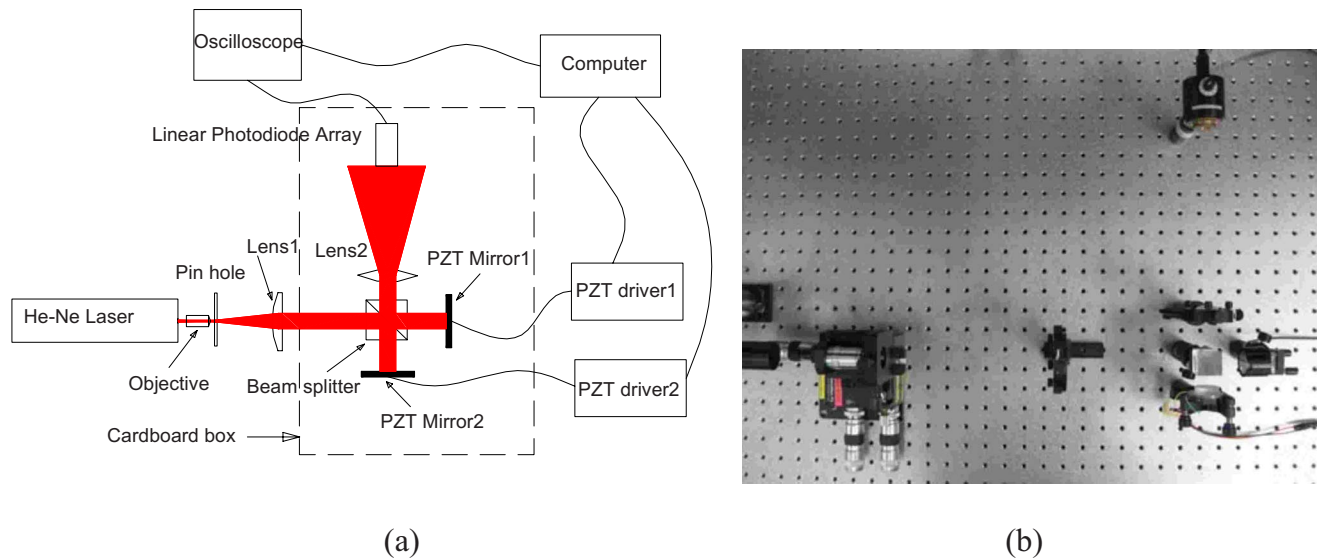 Oscilloscope
Computer
Linear Photodiode Array
Lens1
Lens2
PZT Mirror1
Pin hole
He-Ne Laser
PZT driver1
Objective
Beam splitter
PZT driver2
PZT Mirror2
Cardboard box
(a)
(b)